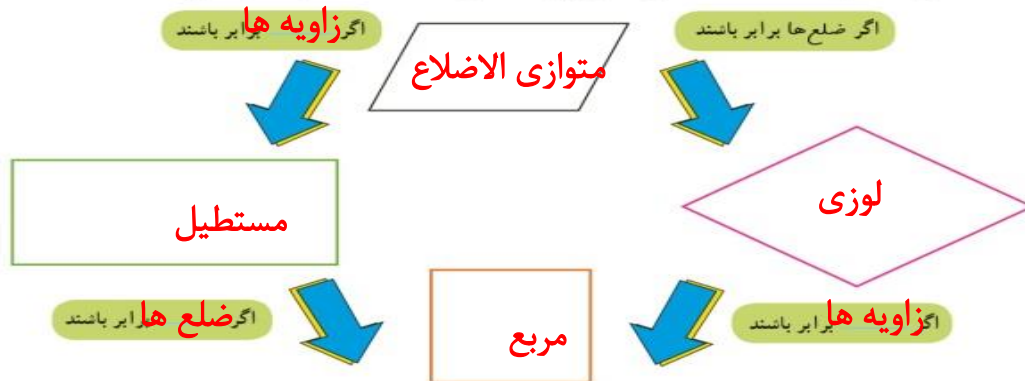 اگر ضلع‌ها برابر باشند
اگر زاویه ها برابر باشند
متوازی الاضلاع
لوزی
مستطیل
اگر زاویه ها برابر باشند
اگر ضلع ها برابر باشند
مربع